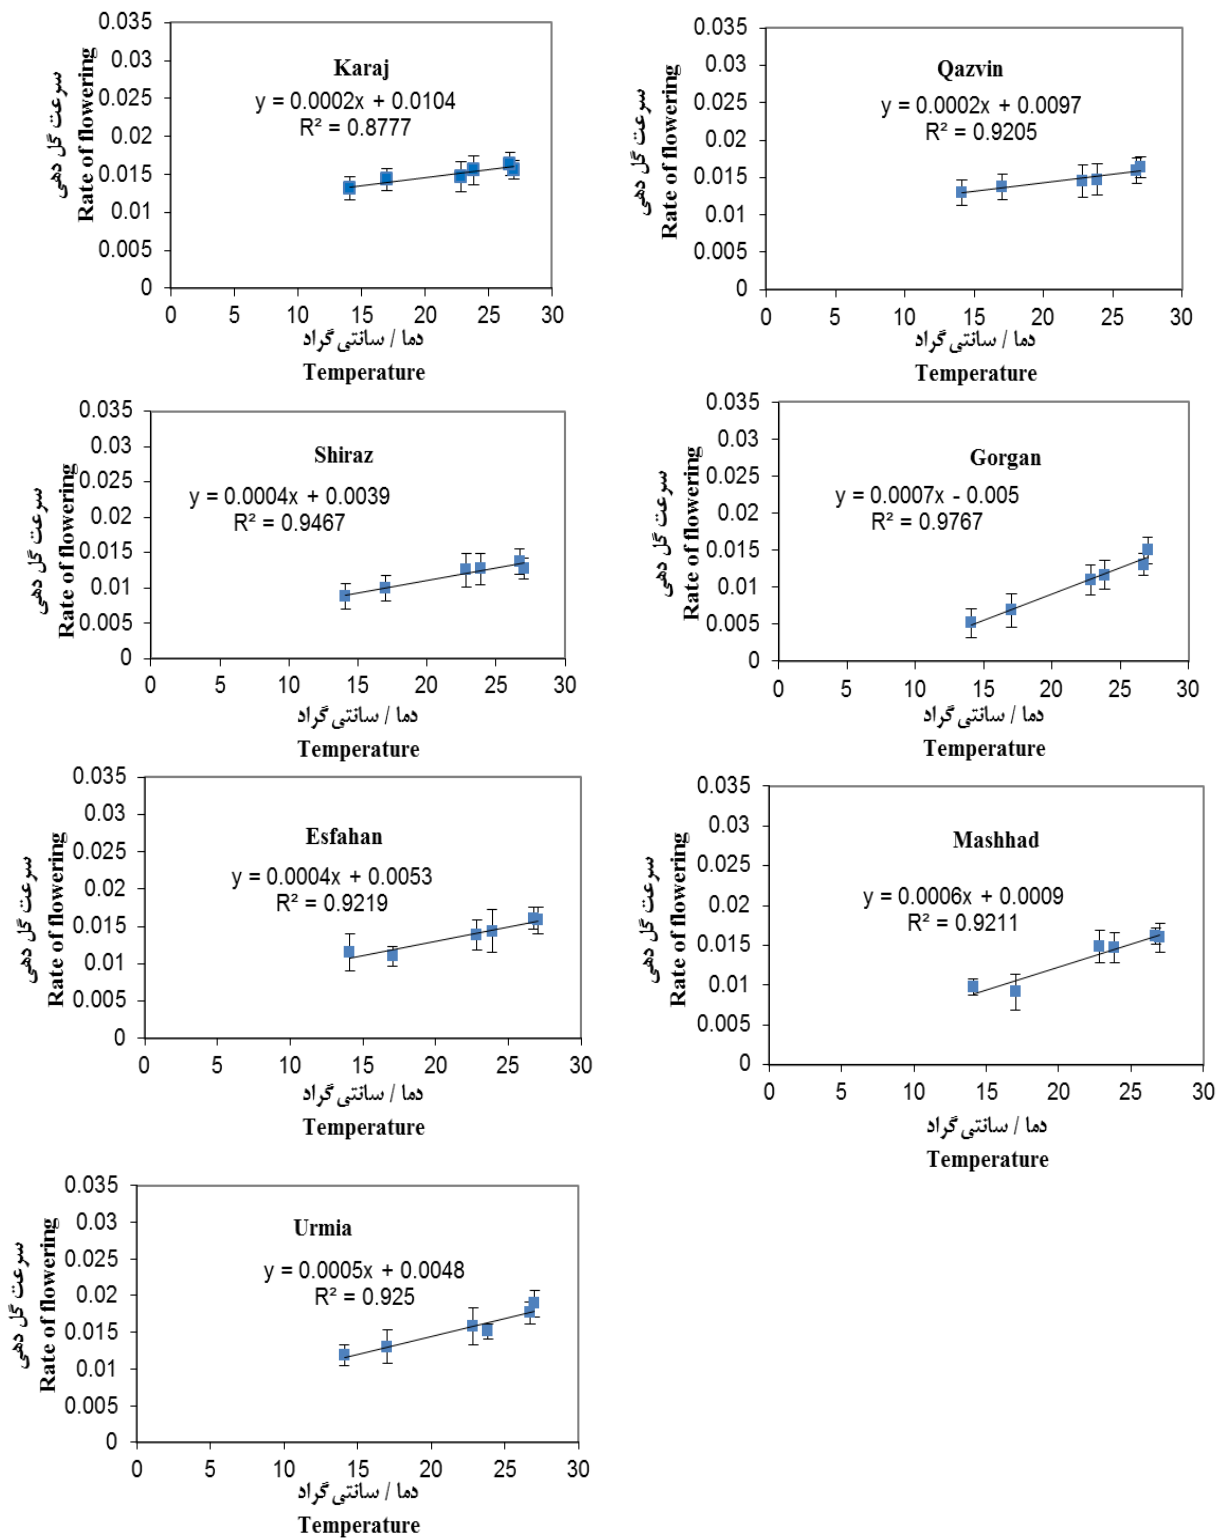 Karaj
y = 0.0002x + 0.0104
R² = 0.8777
سرعت گل دهی
Rate of flowering
0.035
0.03
0.025
0.02
0.015
0.01
0.005
0
0 5 10 15 20 25 30
دما / سانتی گراد
Temperature
Qazvin
y = 0.0002x + 0.0097
R² = 0.9205
سرعت گل دهی
Rate of flowering
0.035
0.03
0.025
0.02
0.015
0.01
0.005
0
0 5 10 15 20 25 30
دما / سانتی گراد
Temperature
Shiraz
y = 0.0004x + 0.0039
R² = 0.9467
سرعت گل دهی
Rate of flowering
0.035
0.03
0.025
0.02
0.015
0.01
0.005
0
0 5 10 15 20 25 30
دما / سانتی گراد
Temperature
Gorgan
y = 0.0007x - 0.005
R² = 0.9767
سرعت گل دهی
Rate of flowering
0.035
0.03
0.025
0.02
0.015
0.01
0.005
0
0 5 10 15 20 25 30
دما / سانتی گراد
Temperature
Esfahan
y = 0.0004x + 0.0053
R² = 0.9219
سرعت گل دهی
Rate of flowering
0.035
0.03
0.025
0.02
0.015
0.01
0.005
0
0 5 10 15 20 25 30
دما / سانتی گراد
Temperature
Mashhad
y = 0.0006x + 0.0009
R² = 0.9211
سرعت گل دهی
Rate of flowering
0.035
0.03
0.025
0.02
0.015
0.01
0.005
0
0 5 10 15 20 25 30
دما / سانتی گراد
Temperature
Urmia
y = 0.0005x + 0.0048
R² = 0.925
سرعت گل دهی
Rate of flowering
0.035
0.03
0.025
0.02
0.015
0.01
0.005
0
0 5 10 15 20 25 30
دما / سانتی گراد
Temperature